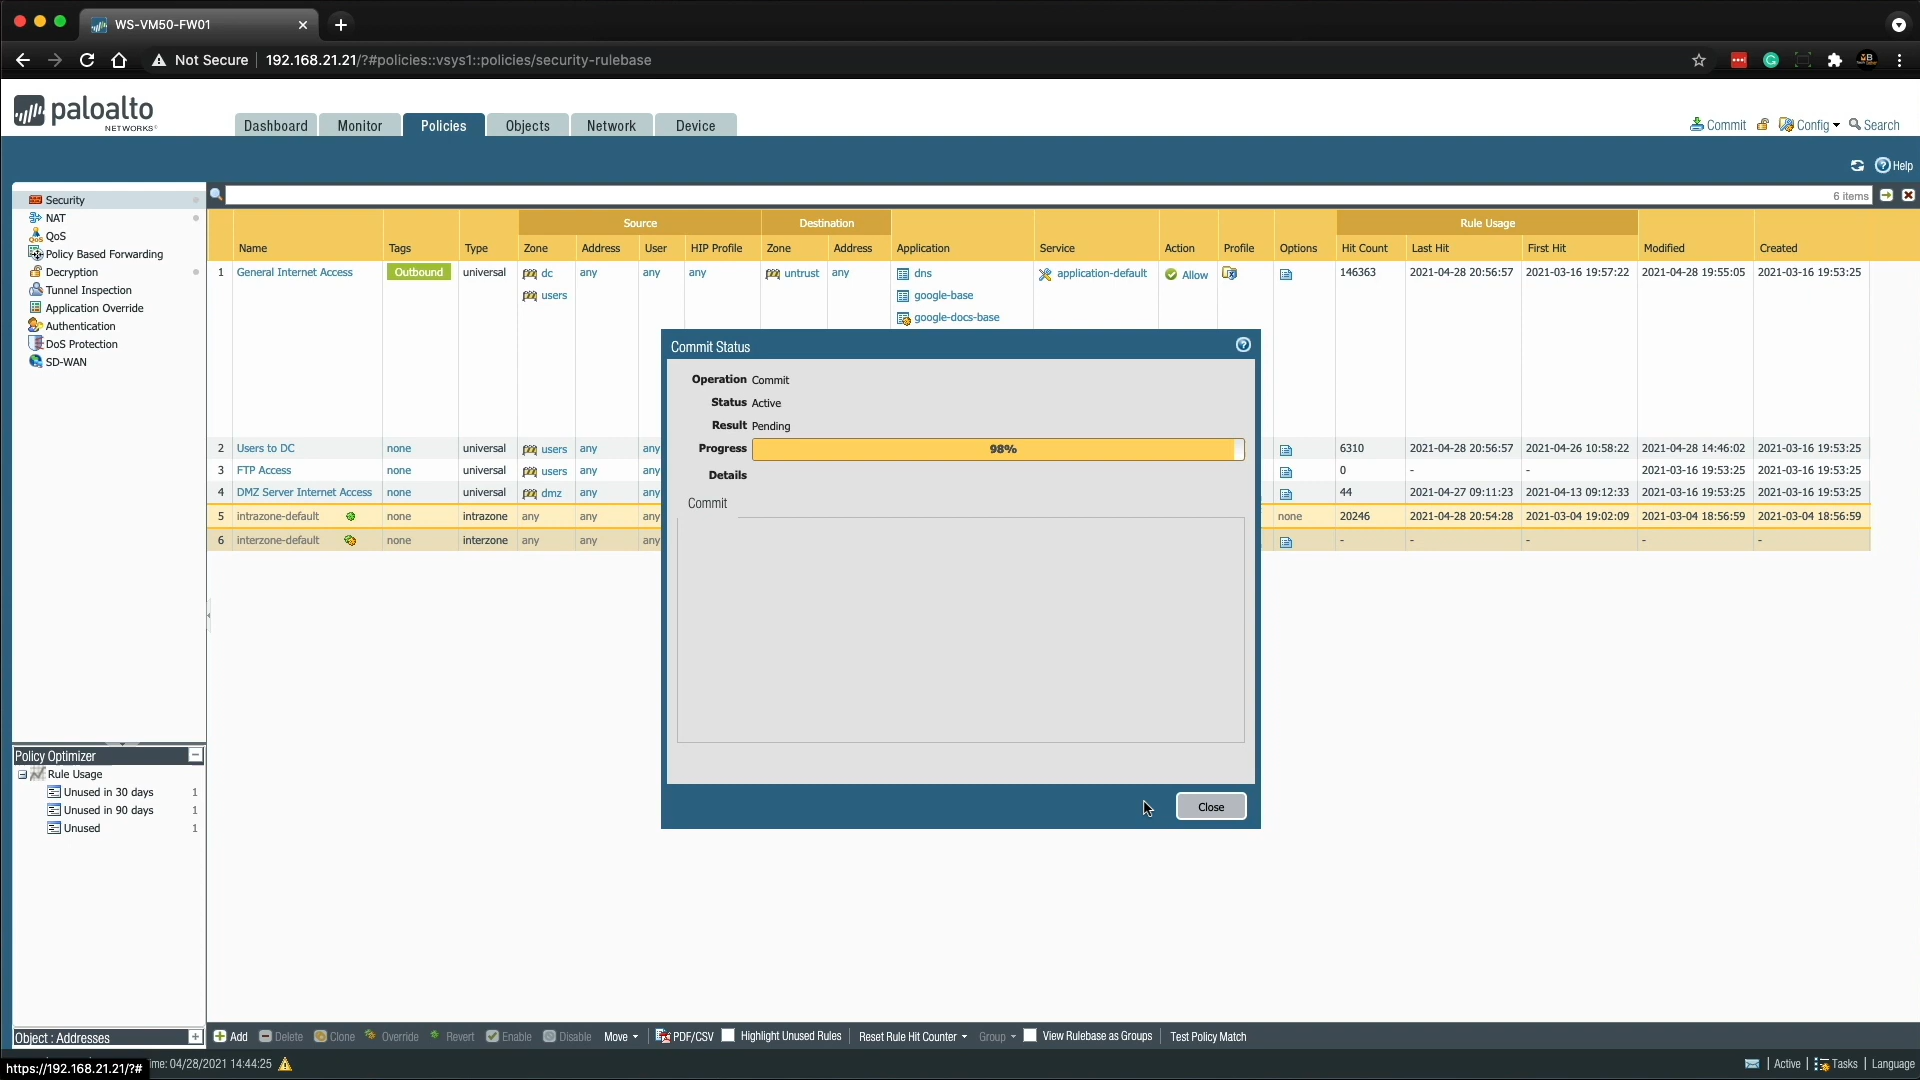 WS-VM50-FW01
Not Secure 192.168.21.21/?#policies::vsys1::policies/security-rulebase
paloalto
NETWORKS
Dashboard Monitor Policies Objects Network Device
Commit Config Search
Help
6 items
Security
NAT
QoS
Policy Based Forwarding
Decryption
Tunnel Inspection
Application Override
Authentication
DoS Protection
SD-WAN
Source Destination Rule Usage
Name Tags Type Zone Address User HIP Profile Zone Address Application Service Action Profile Options Hit Count Last Hit First Hit Modified Created
1 General Internet Access Outbound universal dc any any any untrust any dns application-default Allow 146363 2021-04-28 20:56:57 2021-03-16 19:57:22 2021-04-28 19:55:05 2021-03-16 19:53:25
users google-base
google-docs-base
2 Users to DC none universal users any any 6310 2021-04-28 20:56:57 2021-04-26 10:58:22 2021-04-28 14:46:02 2021-03-16 19:53:25
3 FTP Access none universal users any any 0 - - 2021-03-16 19:53:25 2021-03-16 19:53:25
4 DMZ Server Internet Access none universal dmz any any 44 2021-04-27 09:11:23 2021-04-13 09:12:33 2021-03-16 19:53:25 2021-03-16 19:53:25
5 intrazone-default none intrazone any any any none 20246 2021-04-28 20:54:28 2021-03-04 19:02:09 2021-03-04 18:56:59 2021-03-04 18:56:59
6 interzone-default none interzone any any any - - - - -
Commit Status
Operation Commit
Status Active
Result Pending
Progress 98%
Details
Commit
Close
Policy Optimizer
Rule Usage
Unused in 30 days 1
Unused in 90 days 1
Unused 1
Object : Addresses
Add Delete Clone Override Revert Enable Disable Move PDF/CSV Highlight Unused Rules Reset Rule Hit Counter Group View Rulebase as Groups Test Policy Match
https://192.168.21.21/?# ime: 04/28/2021 14:44:25
Active Tasks Language